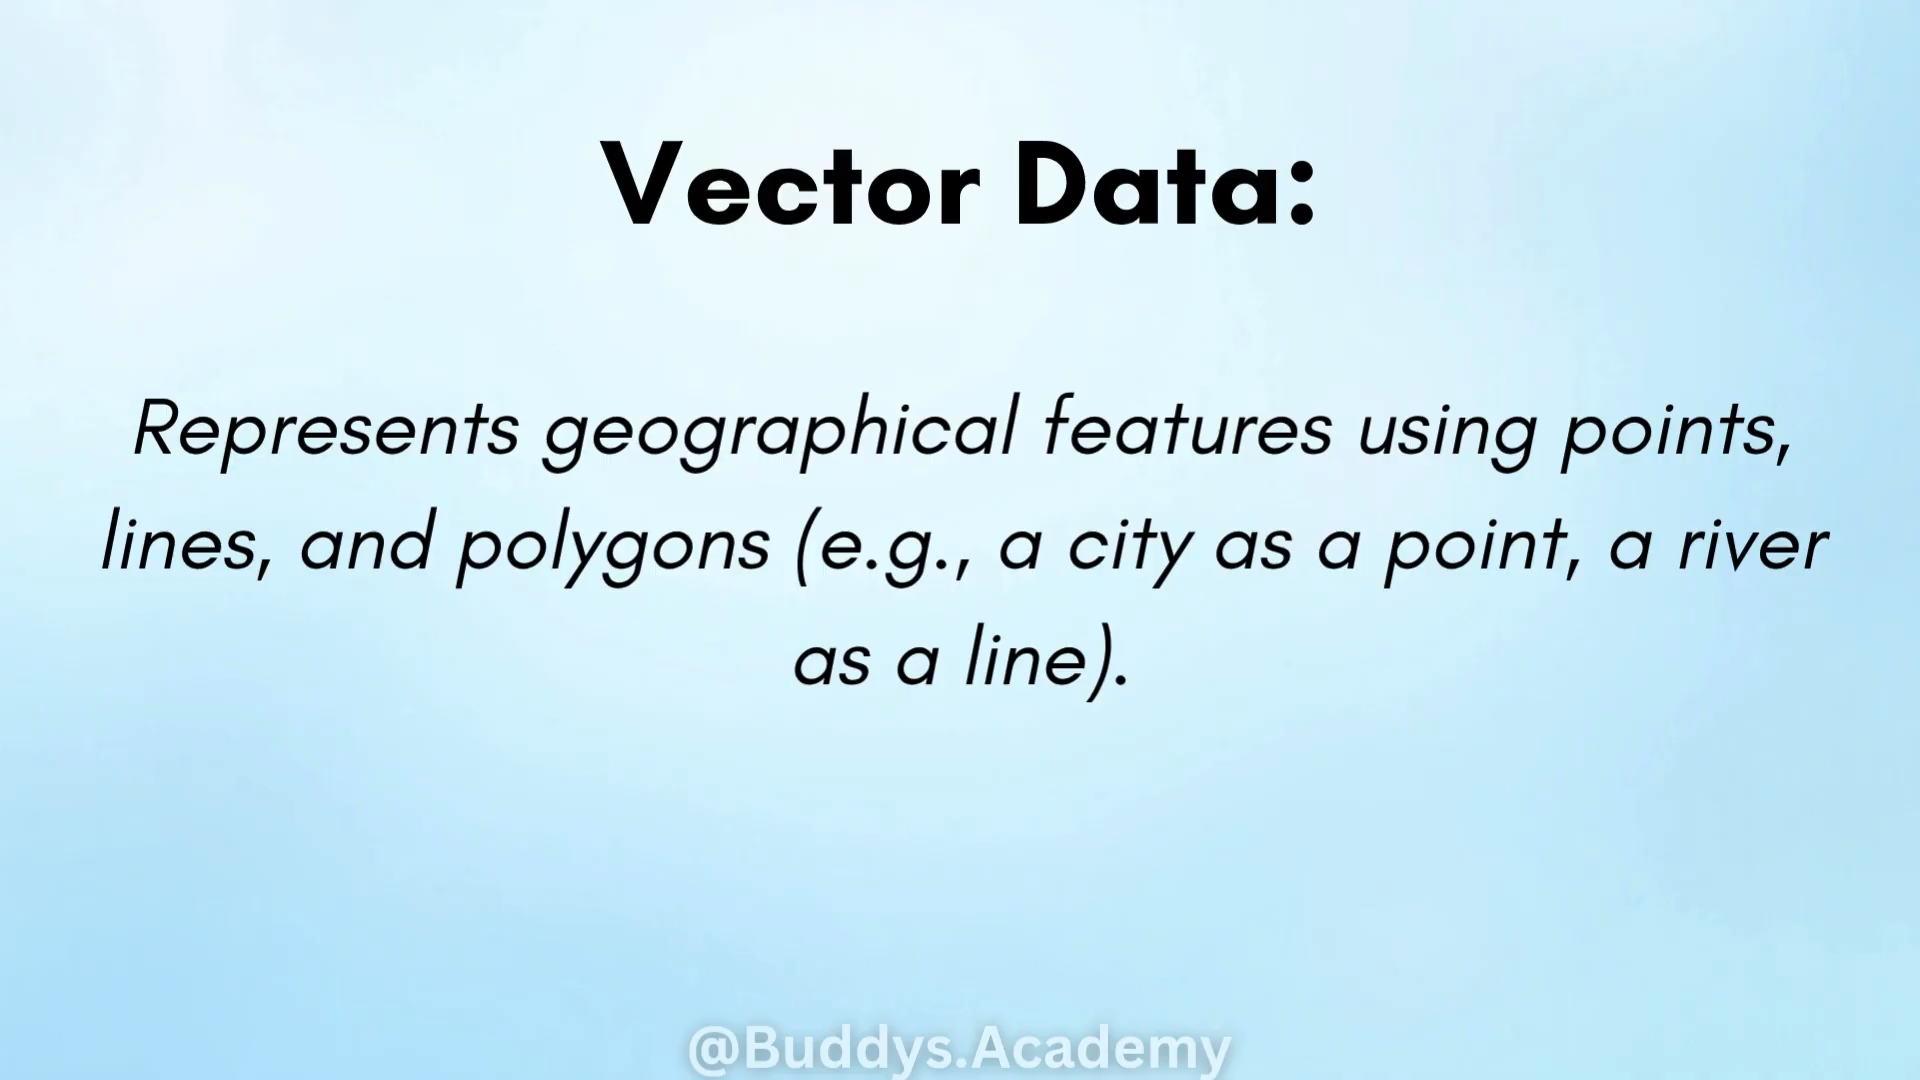 Vector Data:
Represents geographical features using points,
lines, and polygons (e.g., a city as a point, a river
as a line).
@Buddys.Academy